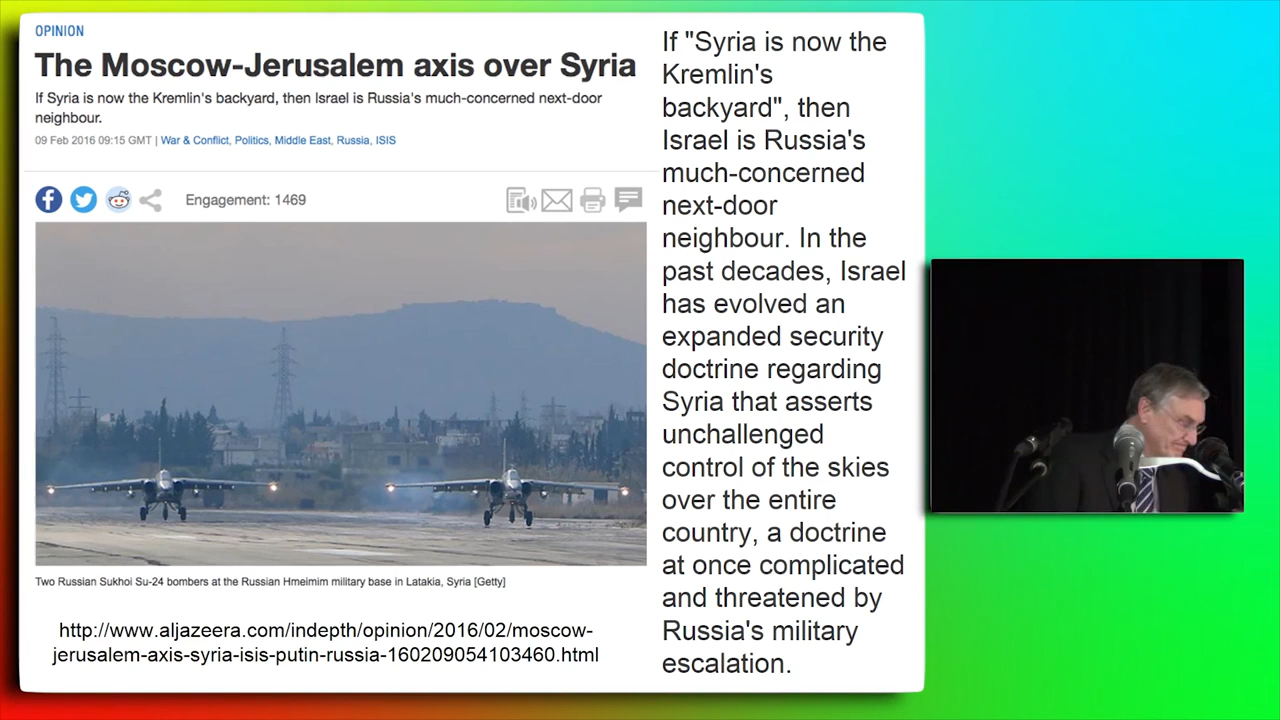 OPINION
The Moscow-Jerusalem axis over Syria
If Syria is now the Kremlin's backyard, then Israel is Russia's much-concerned next-door
neighbour.
09 Feb 2016 09:15 GMT | War & Conflict, Politics, Middle East, Russia, ISIS
Engagement: 1469
Two Russian Sukhoi Su-24 bombers at the Russian Hmeimim military base in Latakia, Syria [Getty]
http://www.aljazeera.com/indepth/opinion/2016/02/moscow-
jerusalem-axis-syria-isis-putin-russia-160209054103460.html
If "Syria is now the
Kremlin's
backyard", then
Israel is Russia's
much-concerned
next-door
neighbour. In the
past decades, Israel
has evolved an
expanded security
doctrine regarding
Syria that asserts
unchallenged
control of the skies
over the entire
country, a doctrine
at once complicated
and threatened by
Russia's military
escalation.